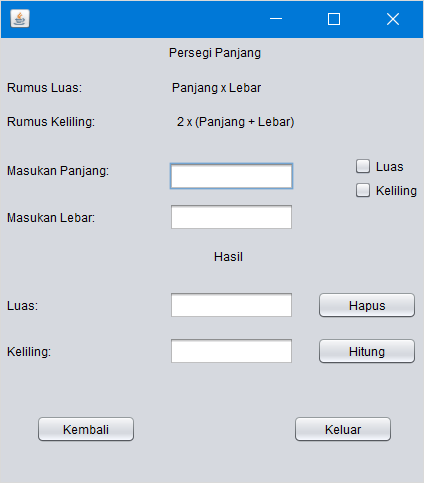 Persegi Panjang
Rumus Luas: Panjang x Lebar
Rumus Keliling: 2 x (Panjang + Lebar)
Masukan Panjang: Luas
Keliling
Masukan Lebar:
Hasil
Luas: Hapus
Keliling: Hitung
Kembali Keluar